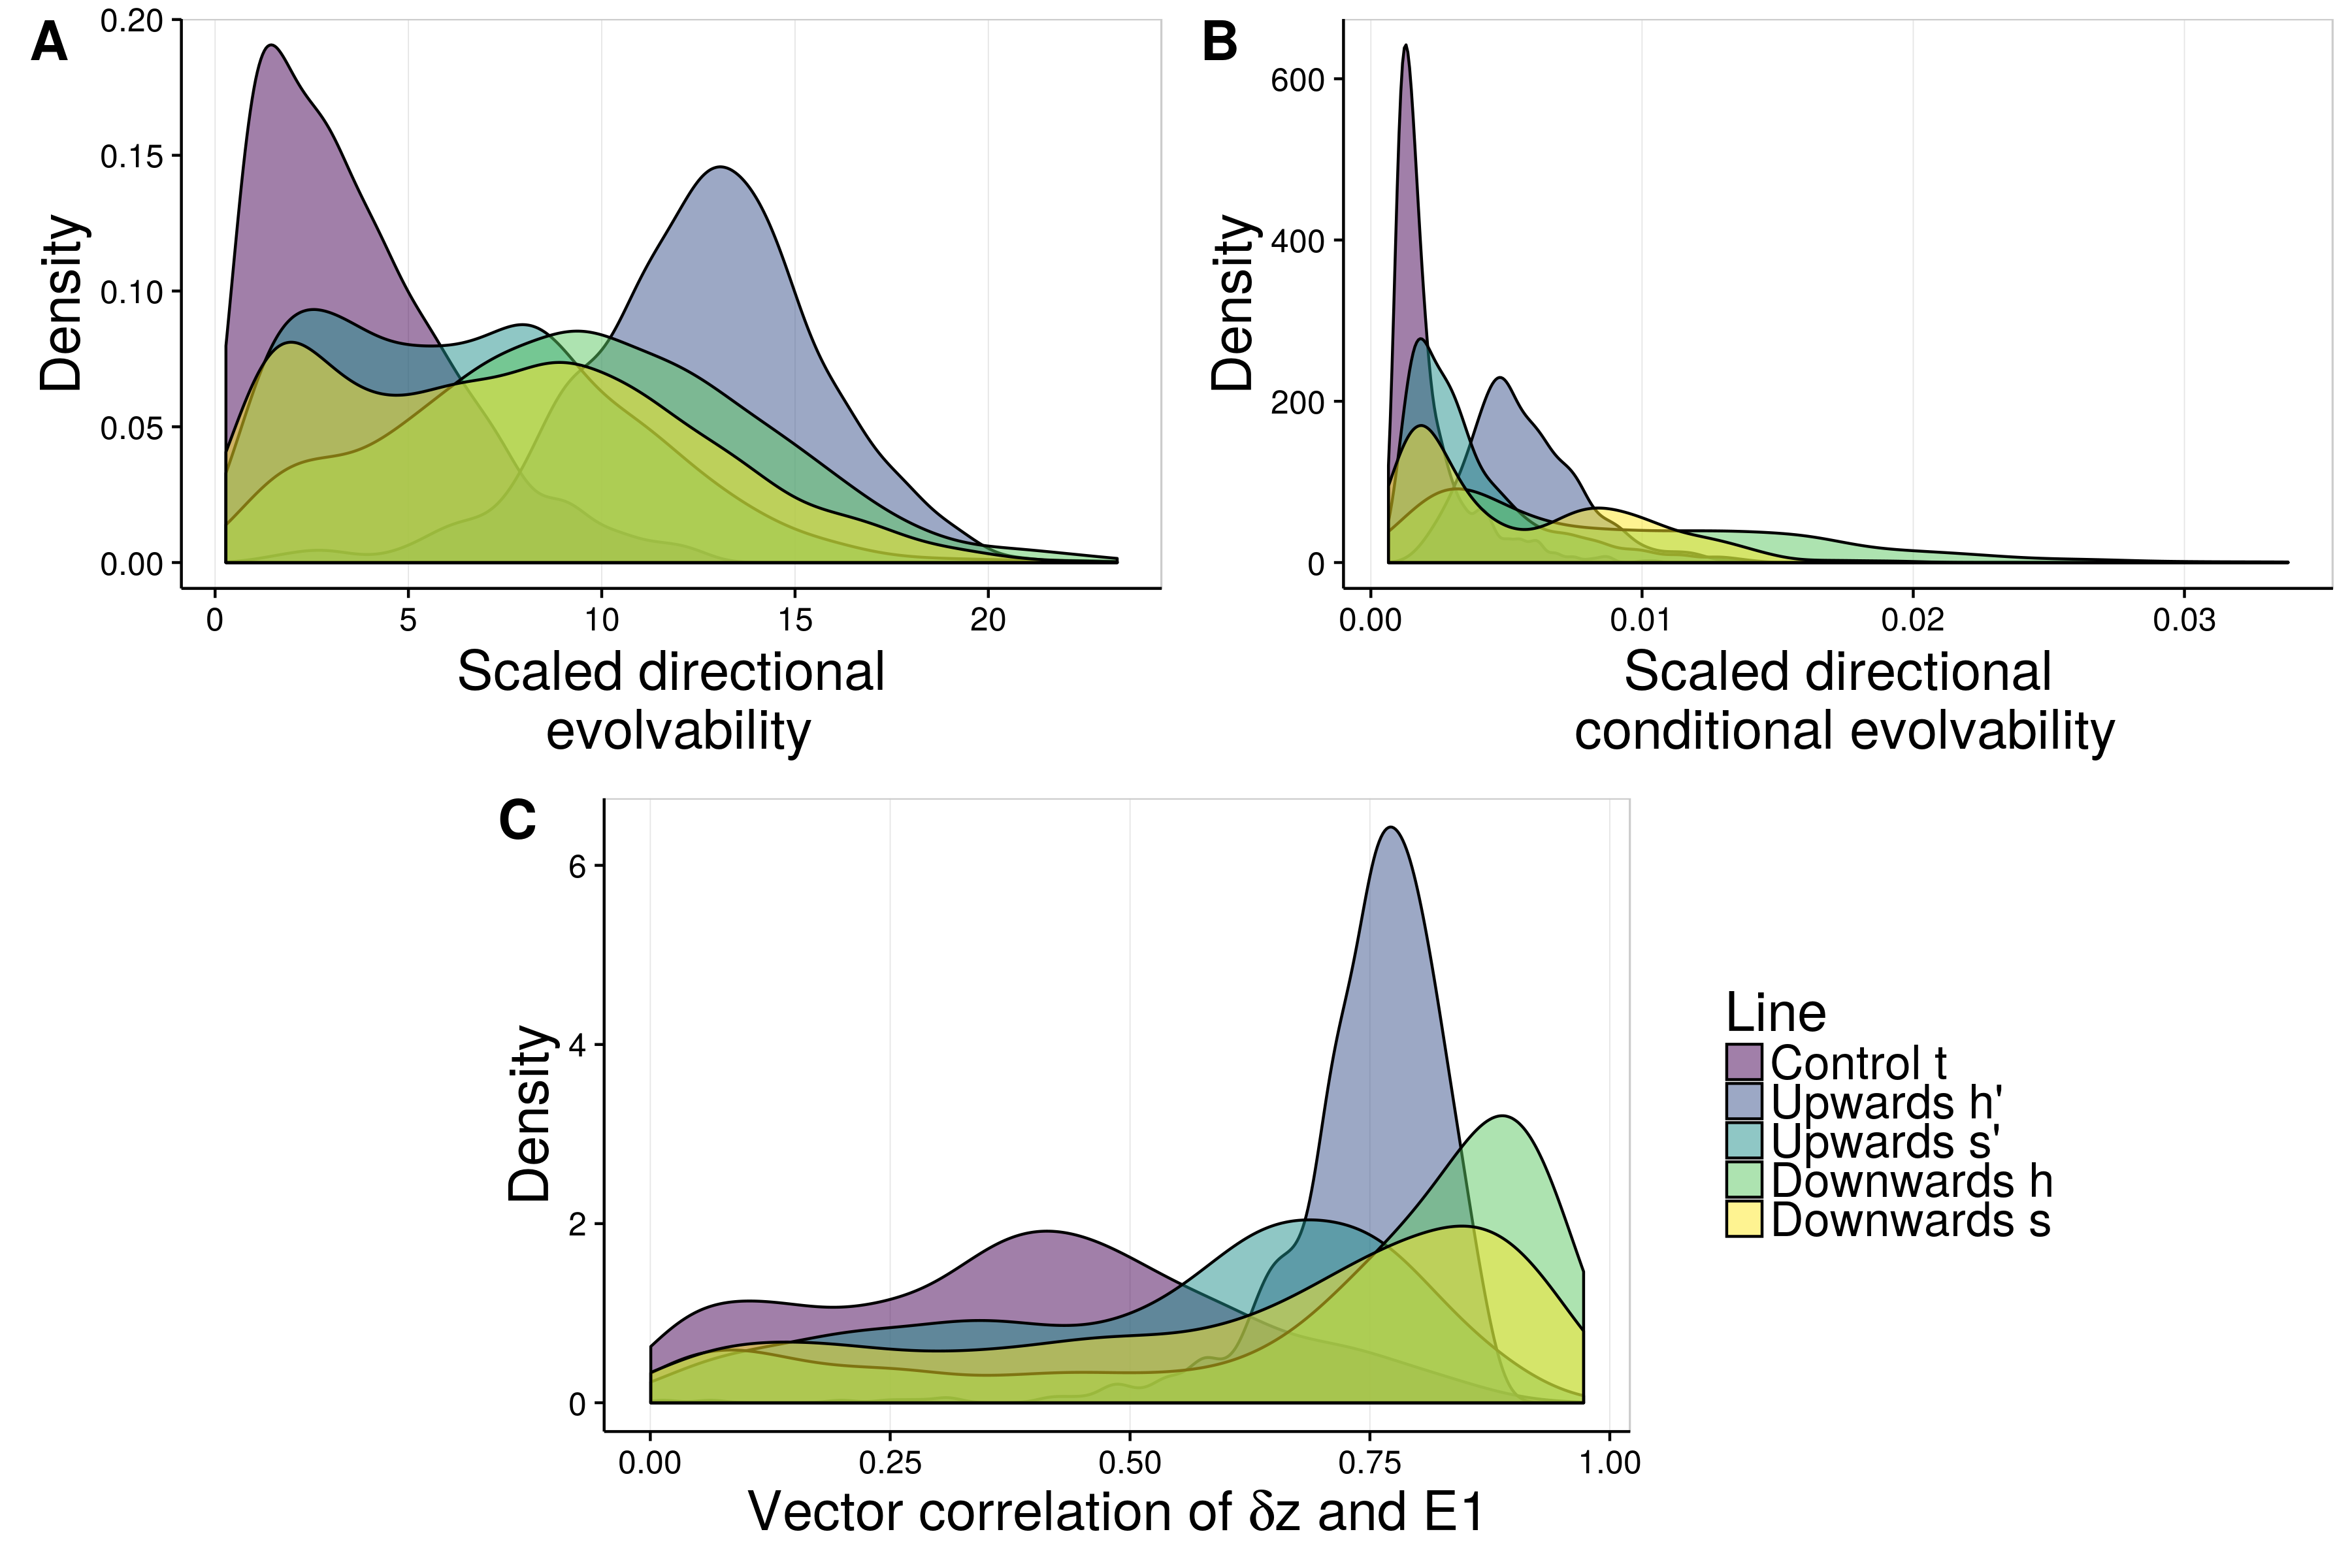 A
0.20
0.15
0.10
0.05
0.00
Density
0
5
10
15
20
Scaled directional
evolvability
B
600
400
200
0
Density
0.00
0.01
0.02
0.03
Scaled directional
conditional evolvability
C
6
4
2
0
Density
0.00
0.25
0.50
0.75
1.00
Vector correlation of δz and E1
Line
Control t
Upwards h'
Upwards s'
Downwards h
Downwards s